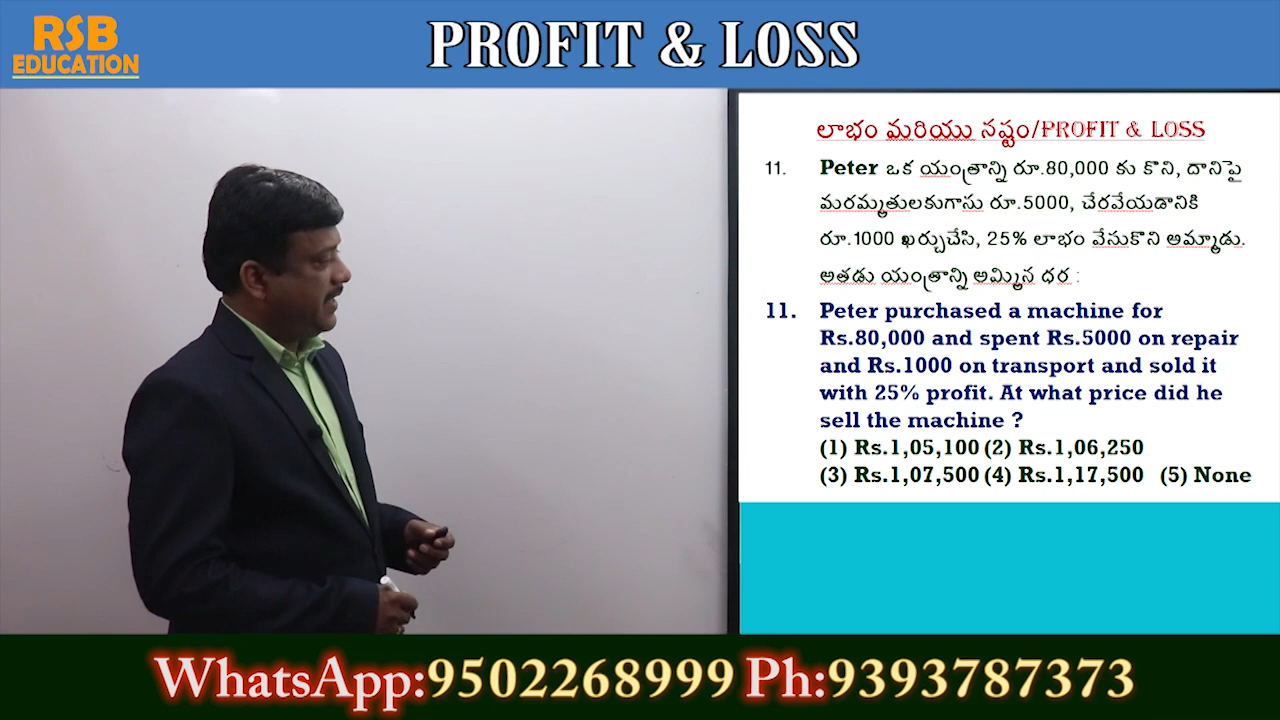 RSB
EDUCATION
PROFIT & LOSS
లాభం మరియు నష్టం/PROFIT & LOSS
11. Peter ఒక యంత్రాన్ని రూ.80,000 కు కొని, దానిపై
మరమ్మతులకుగాను రూ.5000, చేరవేయడానికి
రూ.1000 ఖర్చుచేసి, 25% లాభం వేసుకొని అమ్మాడు.
అతడు యంత్రాన్ని అమ్మిన ధర :
11. Peter purchased a machine for
Rs.80,000 and spent Rs.5000 on repair
and Rs.1000 on transport and sold it
with 25% profit. At what price did he
sell the machine ?
(1) Rs.1,05,100 (2) Rs.1,06,250
(3) Rs.1,07,500 (4) Rs.1,17,500 (5) None
WhatsApp:9502268999 Ph:9393787373